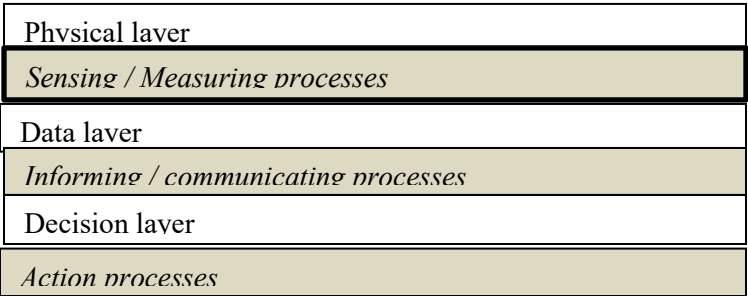 Physical layer
Sensing / Measuring processes
Data layer
Informing / communicating processes
Decision layer
Action processes